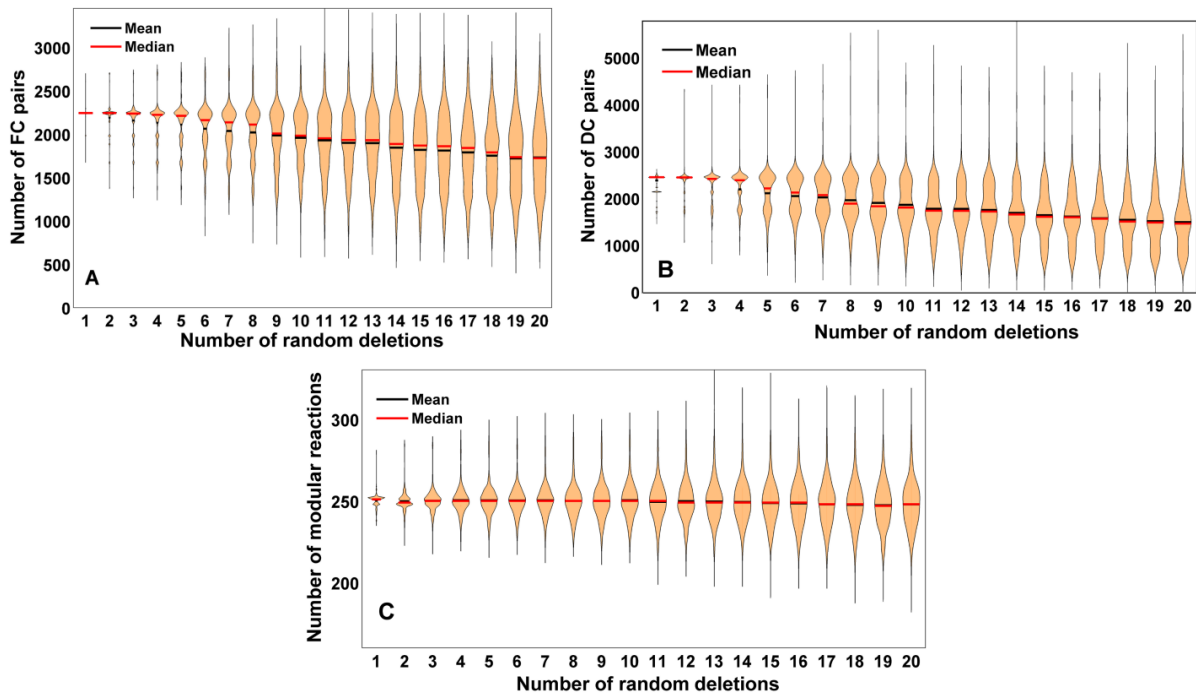 Number of FC pairs
3000
2500
2000
1500
1000
500
0
Mean
Median
A
1 2 3 4 5 6 7 8 9 10 11 12 13 14 15 16 17 18 19 20
Number of random deletions
Number of DC pairs
5000
4000
3000
2000
1000
0
Mean
Median
B
1 2 3 4 5 6 7 8 9 10 11 12 13 14 15 16 17 18 19 20
Number of random deletions
Number of modular reactions
300
250
200
Mean
Median
C
1 2 3 4 5 6 7 8 9 10 11 12 13 14 15 16 17 18 19 20
Number of random deletions